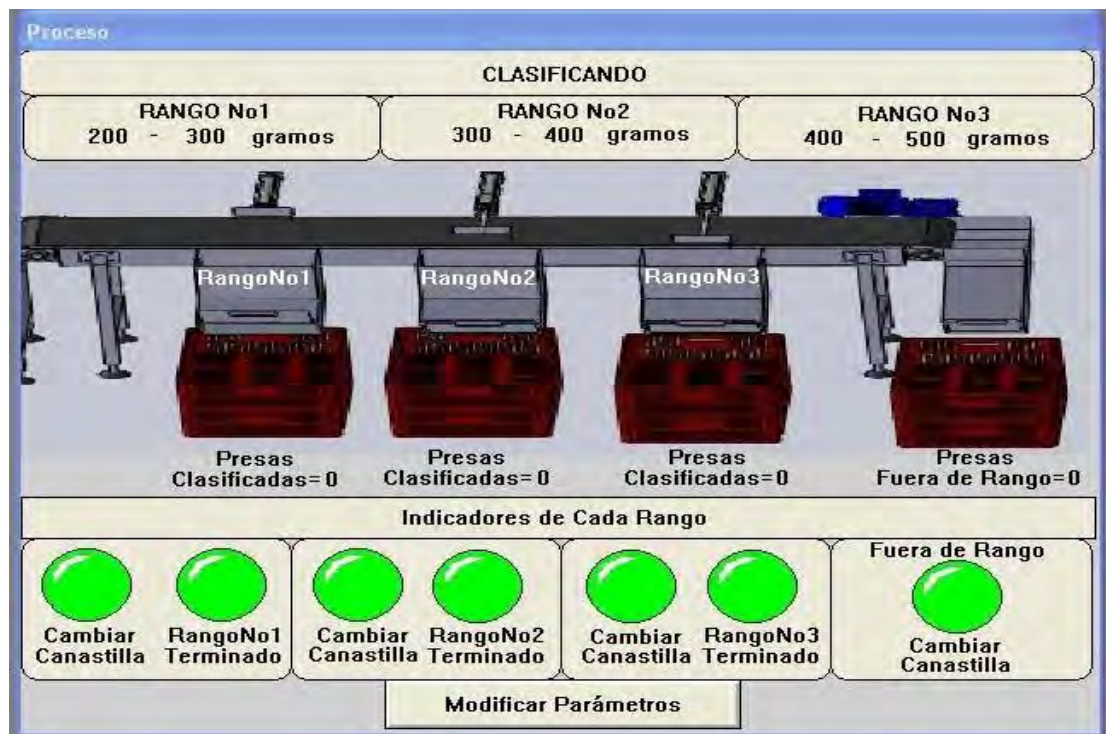 Proceso
CLASIFICANDO
RANGO No1
200 - 300 gramos
RANGO No2
300 - 400 gramos
RANGO No3
400 - 500 gramos
RangoNo1
RangoNo2
RangoNo3
Presas
Clasificadas=0
Presas
Clasificadas=0
Presas
Clasificadas=0
Presas
Fuera de Rango=0
Indicadores de Cada Rango
Cambiar
Canastilla
RangoNo1
Terminado
Cambiar
Canastilla
RangoNo2
Terminado
Cambiar
Canastilla
RangoNo3
Terminado
Fuera de Rango
Cambiar
Canastilla
Modificar Parámetros